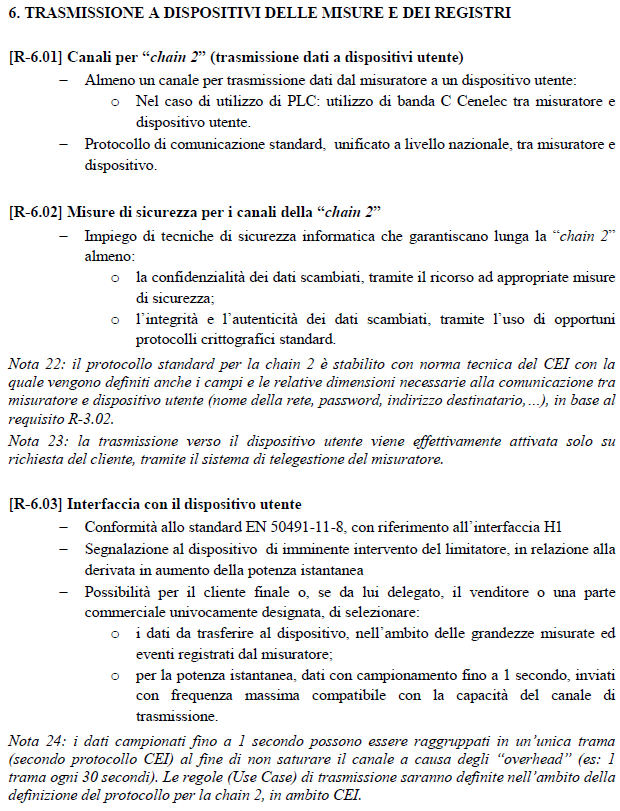 6. TRASMISSIONE A DISPOSITIVI DELLE MISURE E DEI REGISTRI
[R-6.01] Canali per “chain 2” (trasmissione dati a dispositivi utente)
– Almeno un canale per trasmissione dati dal misuratore a un dispositivo utente:
o Nel caso di utilizzo di PLC: utilizzo di banda C Cenelec tra misuratore e
dispositivo utente.
– Protocollo di comunicazione standard, unificato a livello nazionale, tra misuratore e
dispositivo.
[R-6.02] Misure di sicurezza per i canali della “chain 2”
– Impiego di tecniche di sicurezza informatica che garantiscano lunga la “chain 2”
almeno:
o la confidenzialità dei dati scambiati, tramite il ricorso ad appropriate misure
di sicurezza;
o l’integrità e l’autenticità dei dati scambiati, tramite l’uso di opportuni
protocolli crittografici standard.
Nota 22: il protocollo standard per la chain 2 è stabilito con norma tecnica del CEI con la
quale vengono definiti anche i campi e le relative dimensioni necessarie alla comunicazione tra
misuratore e dispositivo utente (nome della rete, password, indirizzo destinatario,…), in base al
requisito R-3.02.
Nota 23: la trasmissione verso il dispositivo utente viene effettivamente attivata solo su
richiesta del cliente, tramite il sistema di telegestione del misuratore.
[R-6.03] Interfaccia con il dispositivo utente
– Conformità allo standard EN 50491-11-8, con riferimento all’interfaccia H1
– Segnalazione al dispositivo di imminente intervento del limitatore, in relazione alla
derivata in aumento della potenza istantanea
– Possibilità per il cliente finale o, se da lui delegato, il venditore o una parte
commerciale univocamente designata, di selezionare:
o i dati da trasferire al dispositivo, nell’ambito delle grandezze misurate ed
eventi registrati dal misuratore;
o per la potenza istantanea, dati con campionamento fino a 1 secondo, inviati
con frequenza massima compatibile con la capacità del canale di
trasmissione.
Nota 24: i dati campionati fino a 1 secondo possono essere raggruppati in un’unica trama
(secondo protocollo CEI) al fine di non saturare il canale a causa degli “overhead” (es: 1
trama ogni 30 secondi). Le regole (Use Case) di trasmissione saranno definite nell’ambito della
definizione del protocollo per la chain 2, in ambito CEI.